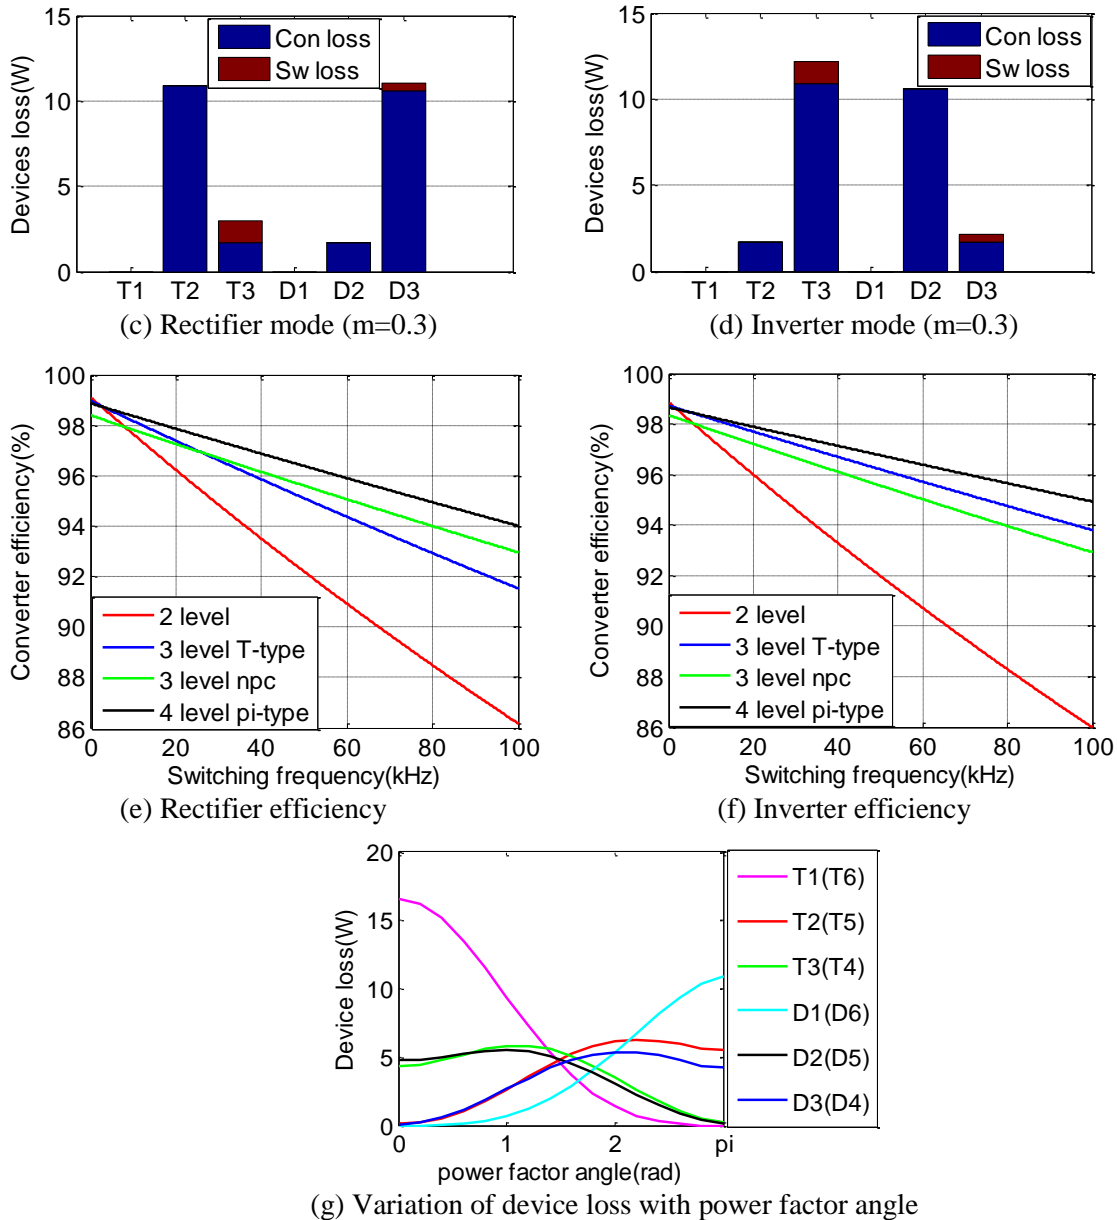 15
10
5
0
Devices loss(W)
Con loss
Sw loss
T1 T2 T3 D1 D2 D3
(c) Rectifier mode (m=0.3)
15
10
5
0
Devices loss(W)
Con loss
Sw loss
T1 T2 T3 D1 D2 D3
(d) Inverter mode (m=0.3)
100
98
96
94
92
90
88
86
Converter efficiency(%)
2 level
3 level T-type
3 level npc
4 level pi-type
0 20 40 60 80 100
Switching frequency(kHz)
(e) Rectifier efficiency
100
98
96
94
92
90
88
86
Converter efficiency(%)
2 level
3 level T-type
3 level npc
4 level pi-type
0 20 40 60 80 100
Switching frequency(kHz)
(f) Inverter efficiency
20
15
10
5
0
Device loss(W)
T1(T6)
T2(T5)
T3(T4)
D1(D6)
D2(D5)
D3(D4)
0 1 2 pi
power factor angle(rad)
(g) Variation of device loss with power factor angle